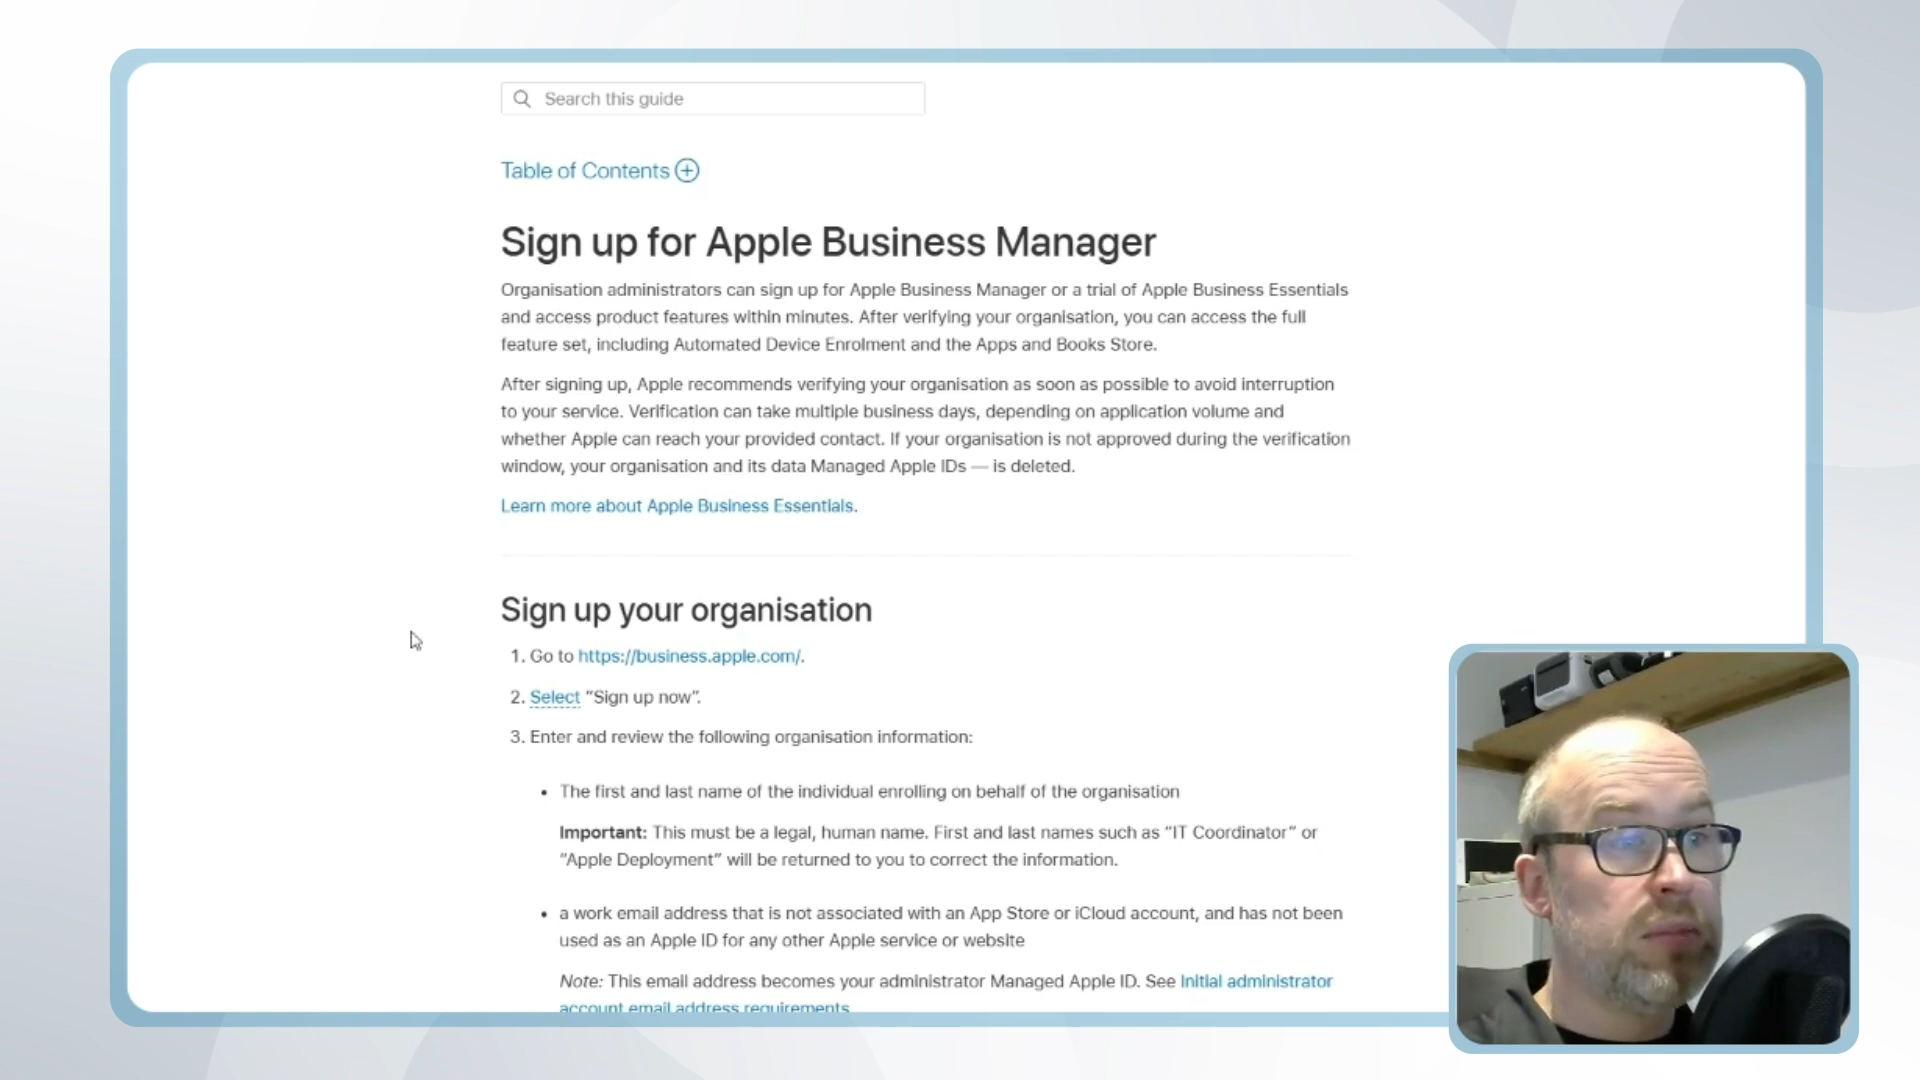 Search this guide
Table of Contents
Sign up for Apple Business Manager
Organisation administrators can sign up for Apple Business Manager or a trial of Apple Business Essentials
and access product features within minutes. After verifying your organisation, you can access the full
feature set, including Automated Device Enrolment and the Apps and Books Store.
After signing up, Apple recommends verifying your organisation as soon as possible to avoid interruption
to your service. Verification can take multiple business days, depending on application volume and
whether Apple can reach your provided contact. If your organisation is not approved during the verification
window, your organisation and its data Managed Apple IDs — is deleted.
Learn more about Apple Business Essentials.
Sign up your organisation
1. Go to https://business.apple.com/.
2. Select “Sign up now”.
3. Enter and review the following organisation information:
• The first and last name of the individual enrolling on behalf of the organisation
Important: This must be a legal, human name. First and last names such as “IT Coordinator” or
“Apple Deployment” will be returned to you to correct the information.
• a work email address that is not associated with an App Store or iCloud account, and has not been
used as an Apple ID for any other Apple service or website
Note: This email address becomes your administrator Managed Apple ID. See Initial administrator
account email address requirements.